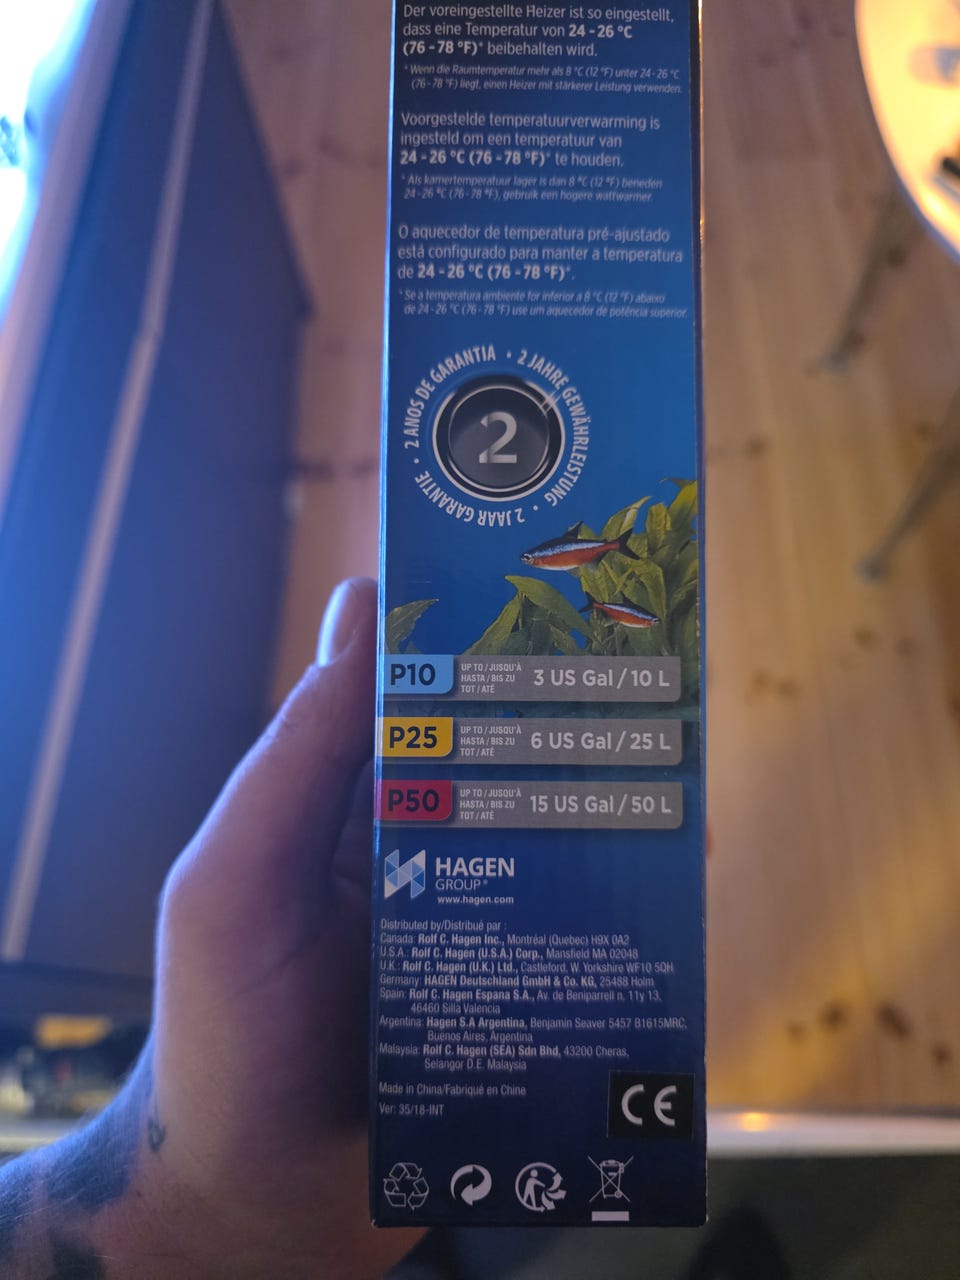 Der voreingestellte Heizer ist so eingestellt,
dass eine Temperatur von 24 - 26 °C
(76 - 78 °F)* beibehalten wird.
* Wenn die Raumtemperatur mehr als 8 °C (12 °F) unter 24 - 26 °C
(76 - 78 °F) liegt, einen Heizer mit stärkerer Leistung verwenden.
Voorgestelde temperatuurverwarming is
ingesteld om een temperatuur van
24 - 26 °C (76 - 78 °F)* te houden.
* Als kamertemperatuur lager is dan 8 °C (12 °F) beneden
24 - 26 °C (76 - 78 °F), gebruik een hogere wattwarmer.
O aquecedor de temperatura pré-ajustado
está configurado para manter a temperatura
de 24 - 26 °C (76 - 78 °F)*.
* Se a temperatura ambiente for inferior a 8 °C (12 °F) abaixo
de 24 - 26 °C (76 - 78 °F) use um aquecedor de potência superior.
2 ANOS DE GARANTIA • 2 JAHRE GEWÄHRLEISTUNG • 2 JAAR GARANTIE •
2
P10 UP TO / JUSQU'À
HASTA / BIS ZU
TOT / ATÉ
3 US Gal / 10 L
P25 UP TO / JUSQU'À
HASTA / BIS ZU
TOT / ATÉ
6 US Gal / 25 L
P50 UP TO / JUSQU'À
HASTA / BIS ZU
TOT / ATÉ
15 US Gal / 50 L
HAGEN
GROUP®
www.hagen.com
Distributed by/Distribué par :
Canada: Rolf C. Hagen Inc., Montréal (Quebec) H9X 0A2
U.S.A.: Rolf C. Hagen (U.S.A.) Corp., Mansfield MA 02048
U.K.: Rolf C. Hagen (U.K.) Ltd., Castleford, W. Yorkshire WF10 5QH
Germany: HAGEN Deutschland GmbH & Co. KG, 25488 Holm
Spain: Rolf C. Hagen Espana S.A., Av. de Beniparrell n. 11y 13,
46460 Silla Valencia
Argentina: Hagen S.A Argentina, Benjamin Seaver 5457 B1615MRC,
Buenos Aires, Argentina
Malaysia: Rolf C. Hagen (SEA) Sdn Bhd, 43200 Cheras,
Selangor D.E. Malaysia
Made in China/Fabriqué en Chine
Ver: 35/18-INT
CE